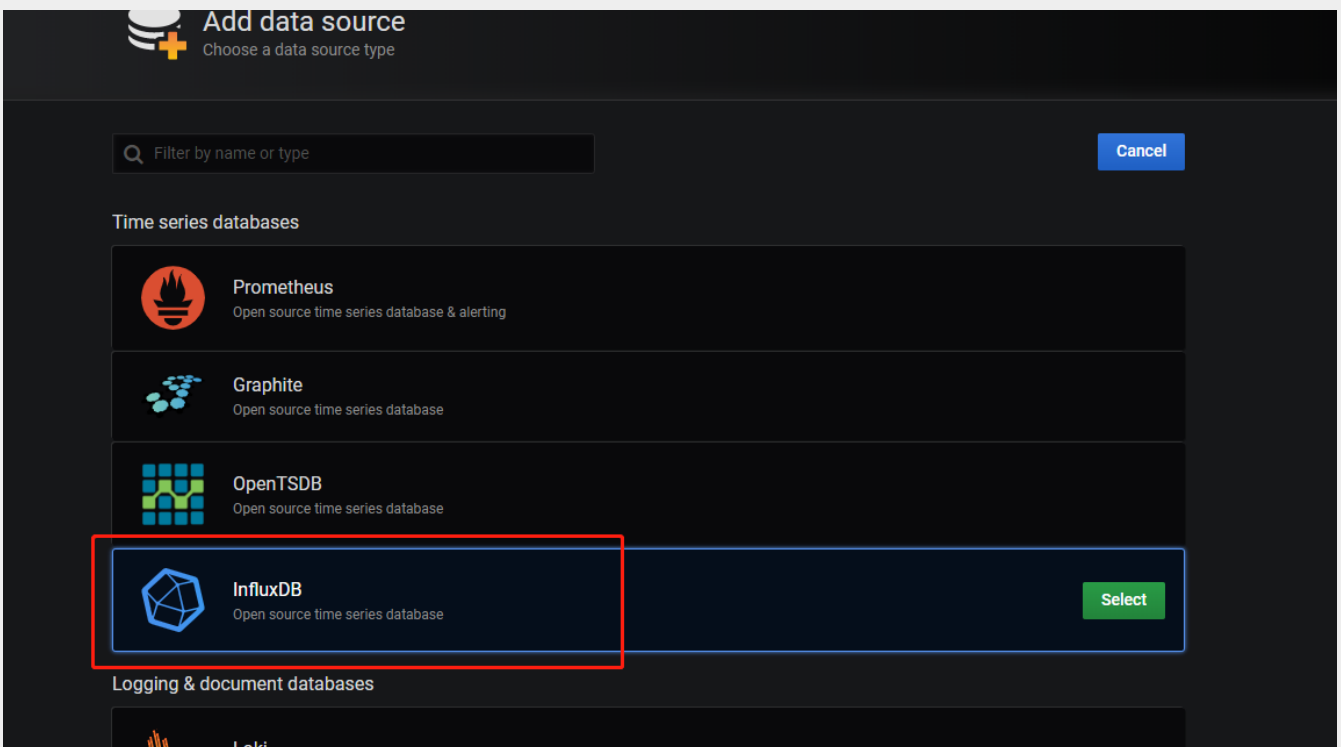 Add data source
Choose a data source type
Filter by name or type
Cancel
Time series databases
Prometheus
Open source time series database & alerting
Graphite
Open source time series database
OpenTSDB
Open source time series database
InfluxDB
Open source time series database
Select
Logging & document databases
Loki